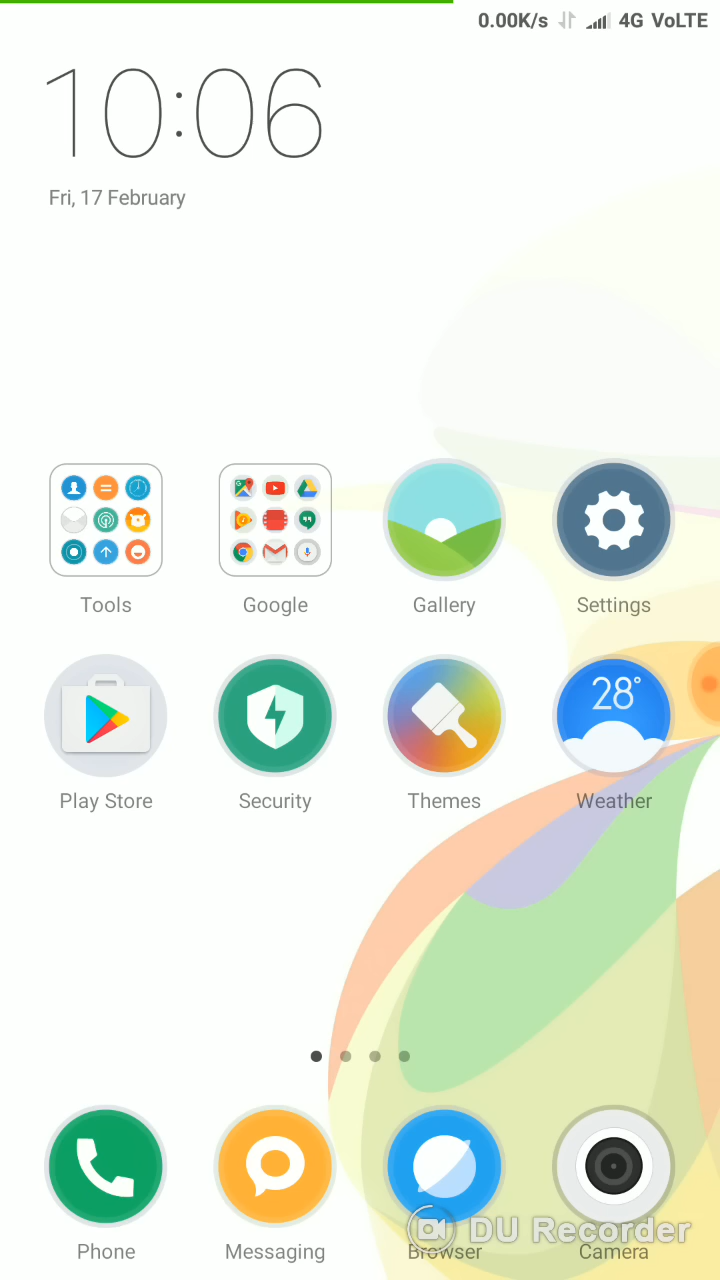 0.00K/s 4G VoLTE
10:06
Fri, 17 February
Tools Google Gallery Settings
28°
Play Store Security Themes Weather
DU Recorder
Phone Messaging Browser Camera